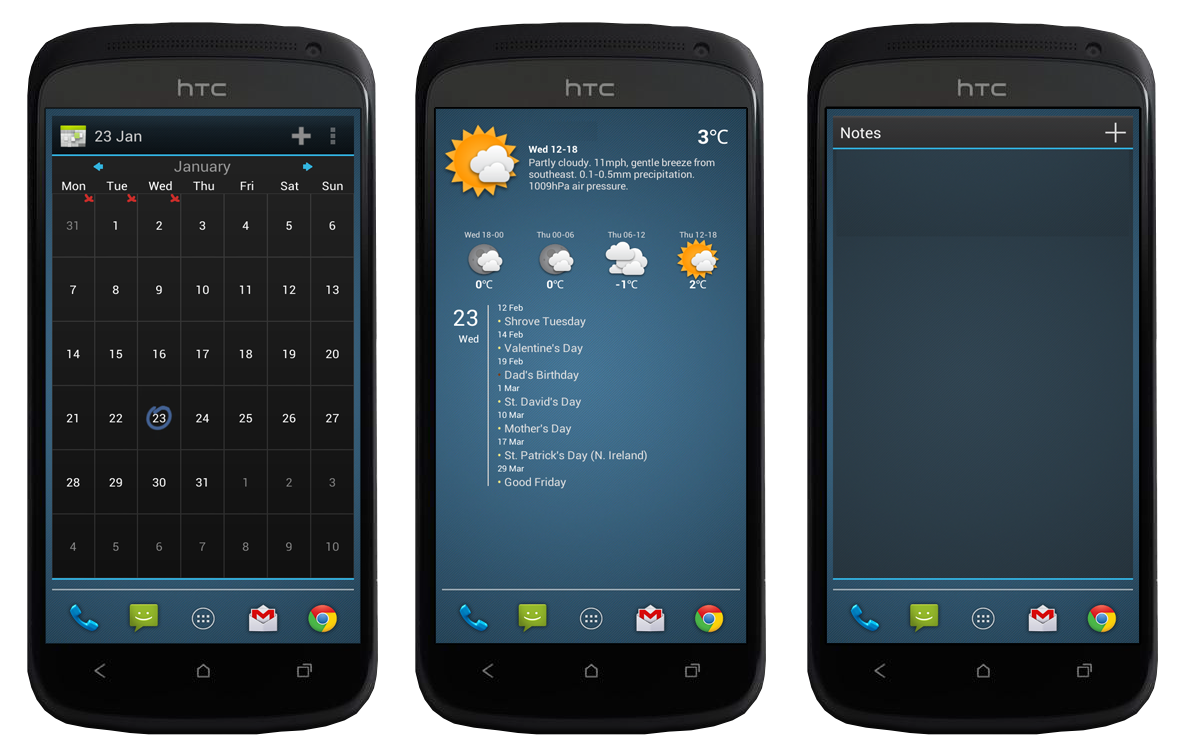 hTC
23 Jan
January
Mon Tue Wed Thu Fri Sat Sun
31 1 2 3 4 5 6
7 8 9 10 11 12 13
14 15 16 17 18 19 20
21 22 23 24 25 26 27
28 29 30 31 1 2 3
4 5 6 7 8 9 10
hTC
3°C
Wed 12-18
Partly cloudy. 11mph, gentle breeze from
southeast. 0.1-0.5mm precipitation.
1009hPa air pressure.
Wed 18-00 Thu 00-06 Thu 06-12 Thu 12-18
0°C 0°C -1°C 2°C
23
Wed
12 Feb
• Shrove Tuesday
14 Feb
• Valentine's Day
19 Feb
• Dad's Birthday
1 Mar
• St. David's Day
10 Mar
• Mother's Day
17 Mar
• St. Patrick's Day (N. Ireland)
29 Mar
• Good Friday
hTC
Notes